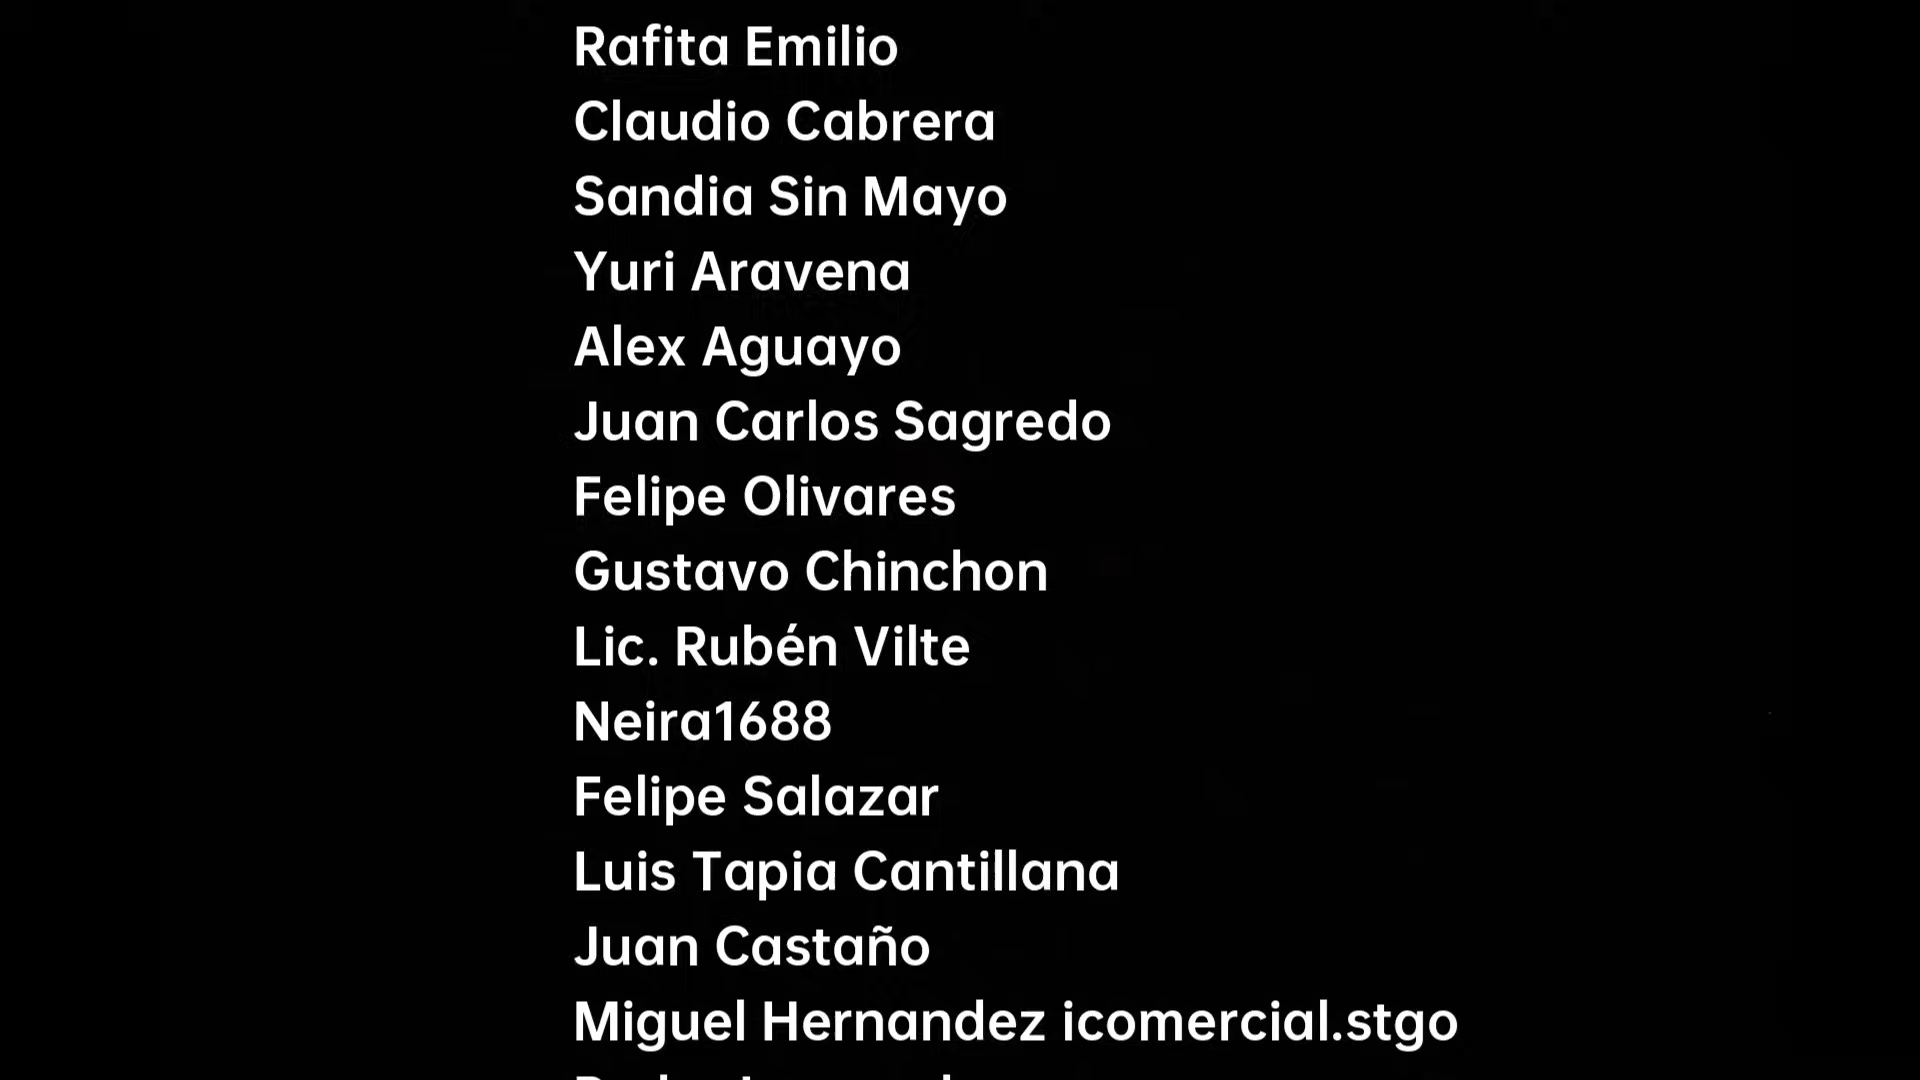 Rafita Emilio
Claudio Cabrera
Sandia Sin Mayo
Yuri Aravena
Alex Aguayo
Juan Carlos Sagredo
Felipe Olivares
Gustavo Chinchon
Lic. Rubén Vilte
Neira1688
Felipe Salazar
Luis Tapia Cantillana
Juan Castaño
Miguel Hernandez icomercial.stgo